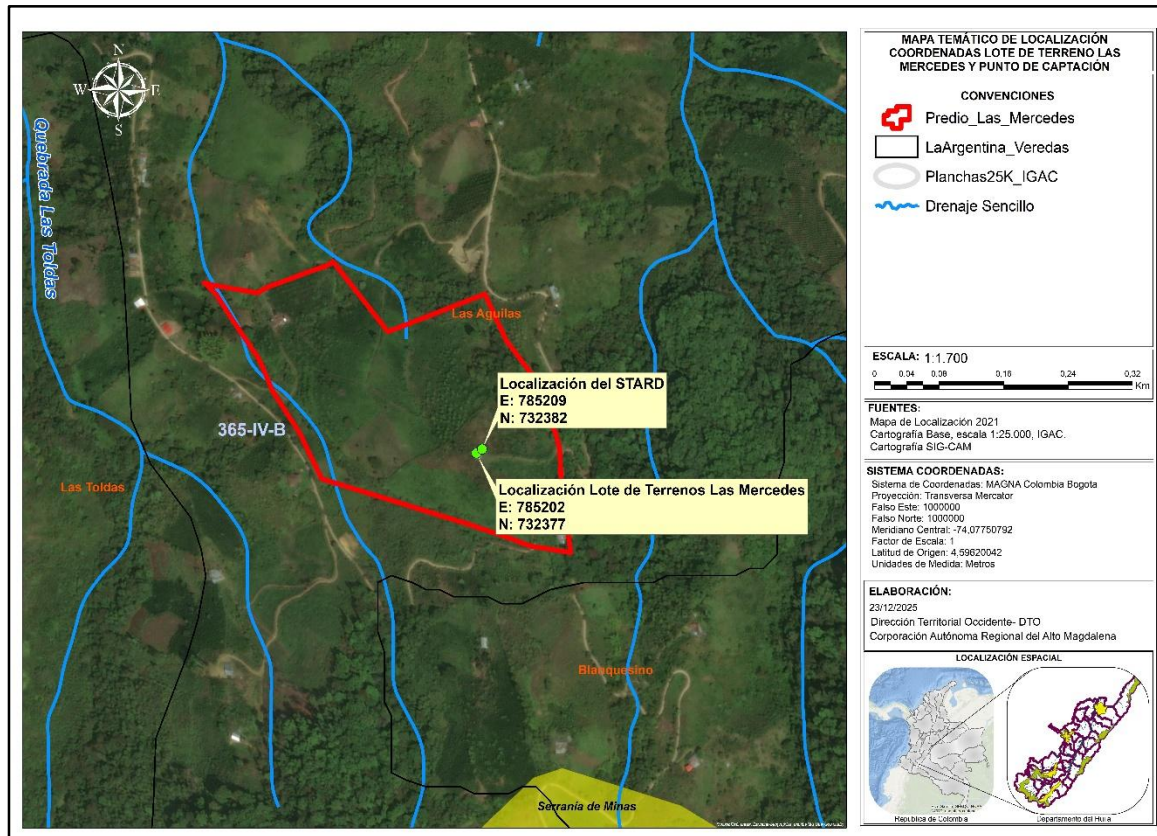 N
W
E
S
Quebrada Las Toldas
Las Aguilas
Localización del STARD
E: 785209
N: 732382
365-IV-B
Las Toldas
Localización Lote de Terrenos Las Mercedes
E: 785202
N: 732377
Blanquesino
Serranía de Minas
MAPA TEMÁTICO DE LOCALIZACIÓN
COORDENADAS LOTE DE TERRENO LAS
MERCEDES Y PUNTO DE CAPTACIÓN
CONVENCIONES
Predio_Las_Mercedes
LaArgentina_Veredas
Planchas25K_IGAC
Drenaje Sencillo
ESCALA: 1:1.700
0 0,04 0,08 0,16 0,24 0,32
Km
FUENTES:
Mapa de Localización 2021
Cartografía Base, escala 1:25.000, IGAC.
Cartografía SIG-CAM
SISTEMA COORDENADAS:
Sistema de Coordenadas: MAGNA Colombia Bogota
Proyección: Transversa Mercator
Falso Este: 1000000
Falso Norte: 1000000
Meridiano Central: -74,07750792
Factor de Escala: 1
Latitud de Origen: 4,59620042
Unidades de Medida: Metros
ELABORACIÓN:
23/12/2025
Dirección Territorial Occidente- DTO
Corporación Autónoma Regional del Alto Magdalena
LOCALIZACIÓN ESPACIAL
República de Colombia
Departamento del Huila